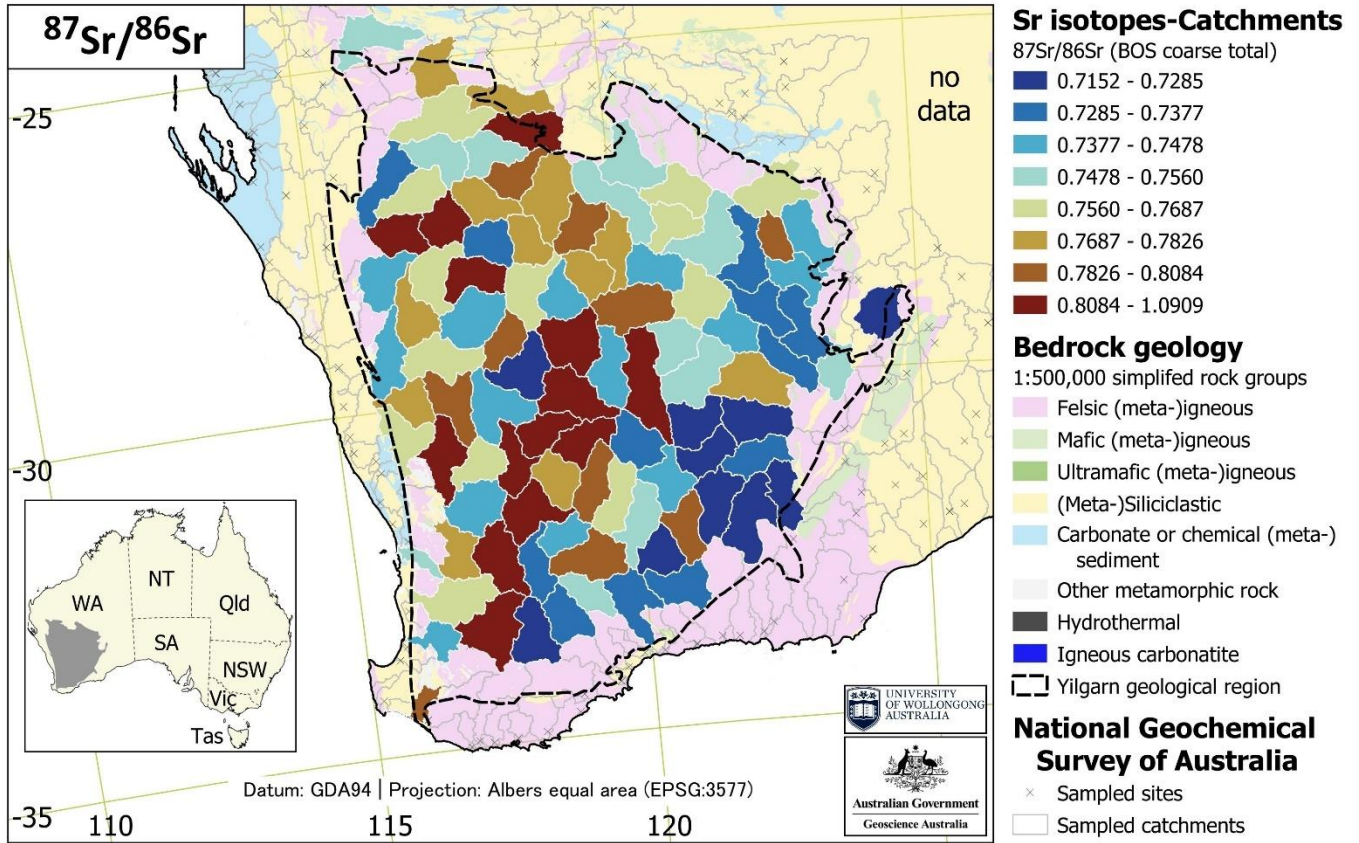 ⁸⁷Sr/⁸⁶Sr
no
data
-25
-30
-35
110
115
120
WA
NT
Qld
SA
NSW
Vic
Tas
Datum: GDA94 | Projection: Albers equal area (EPSG:3577)
UNIVERSITY
OF WOLLONGONG
AUSTRALIA
Australian Government
Geoscience Australia
Sr isotopes-Catchments
87Sr/86Sr (BOS coarse total)
0.7152 - 0.7285
0.7285 - 0.7377
0.7377 - 0.7478
0.7478 - 0.7560
0.7560 - 0.7687
0.7687 - 0.7826
0.7826 - 0.8084
0.8084 - 1.0909
Bedrock geology
1:500,000 simplifed rock groups
Felsic (meta-)igneous
Mafic (meta-)igneous
Ultramafic (meta-)igneous
(Meta-)Siliciclastic
Carbonate or chemical (meta-)
sediment
Other metamorphic rock
Hydrothermal
Igneous carbonatite
Yilgarn geological region
National Geochemical
Survey of Australia
Sampled sites
Sampled catchments